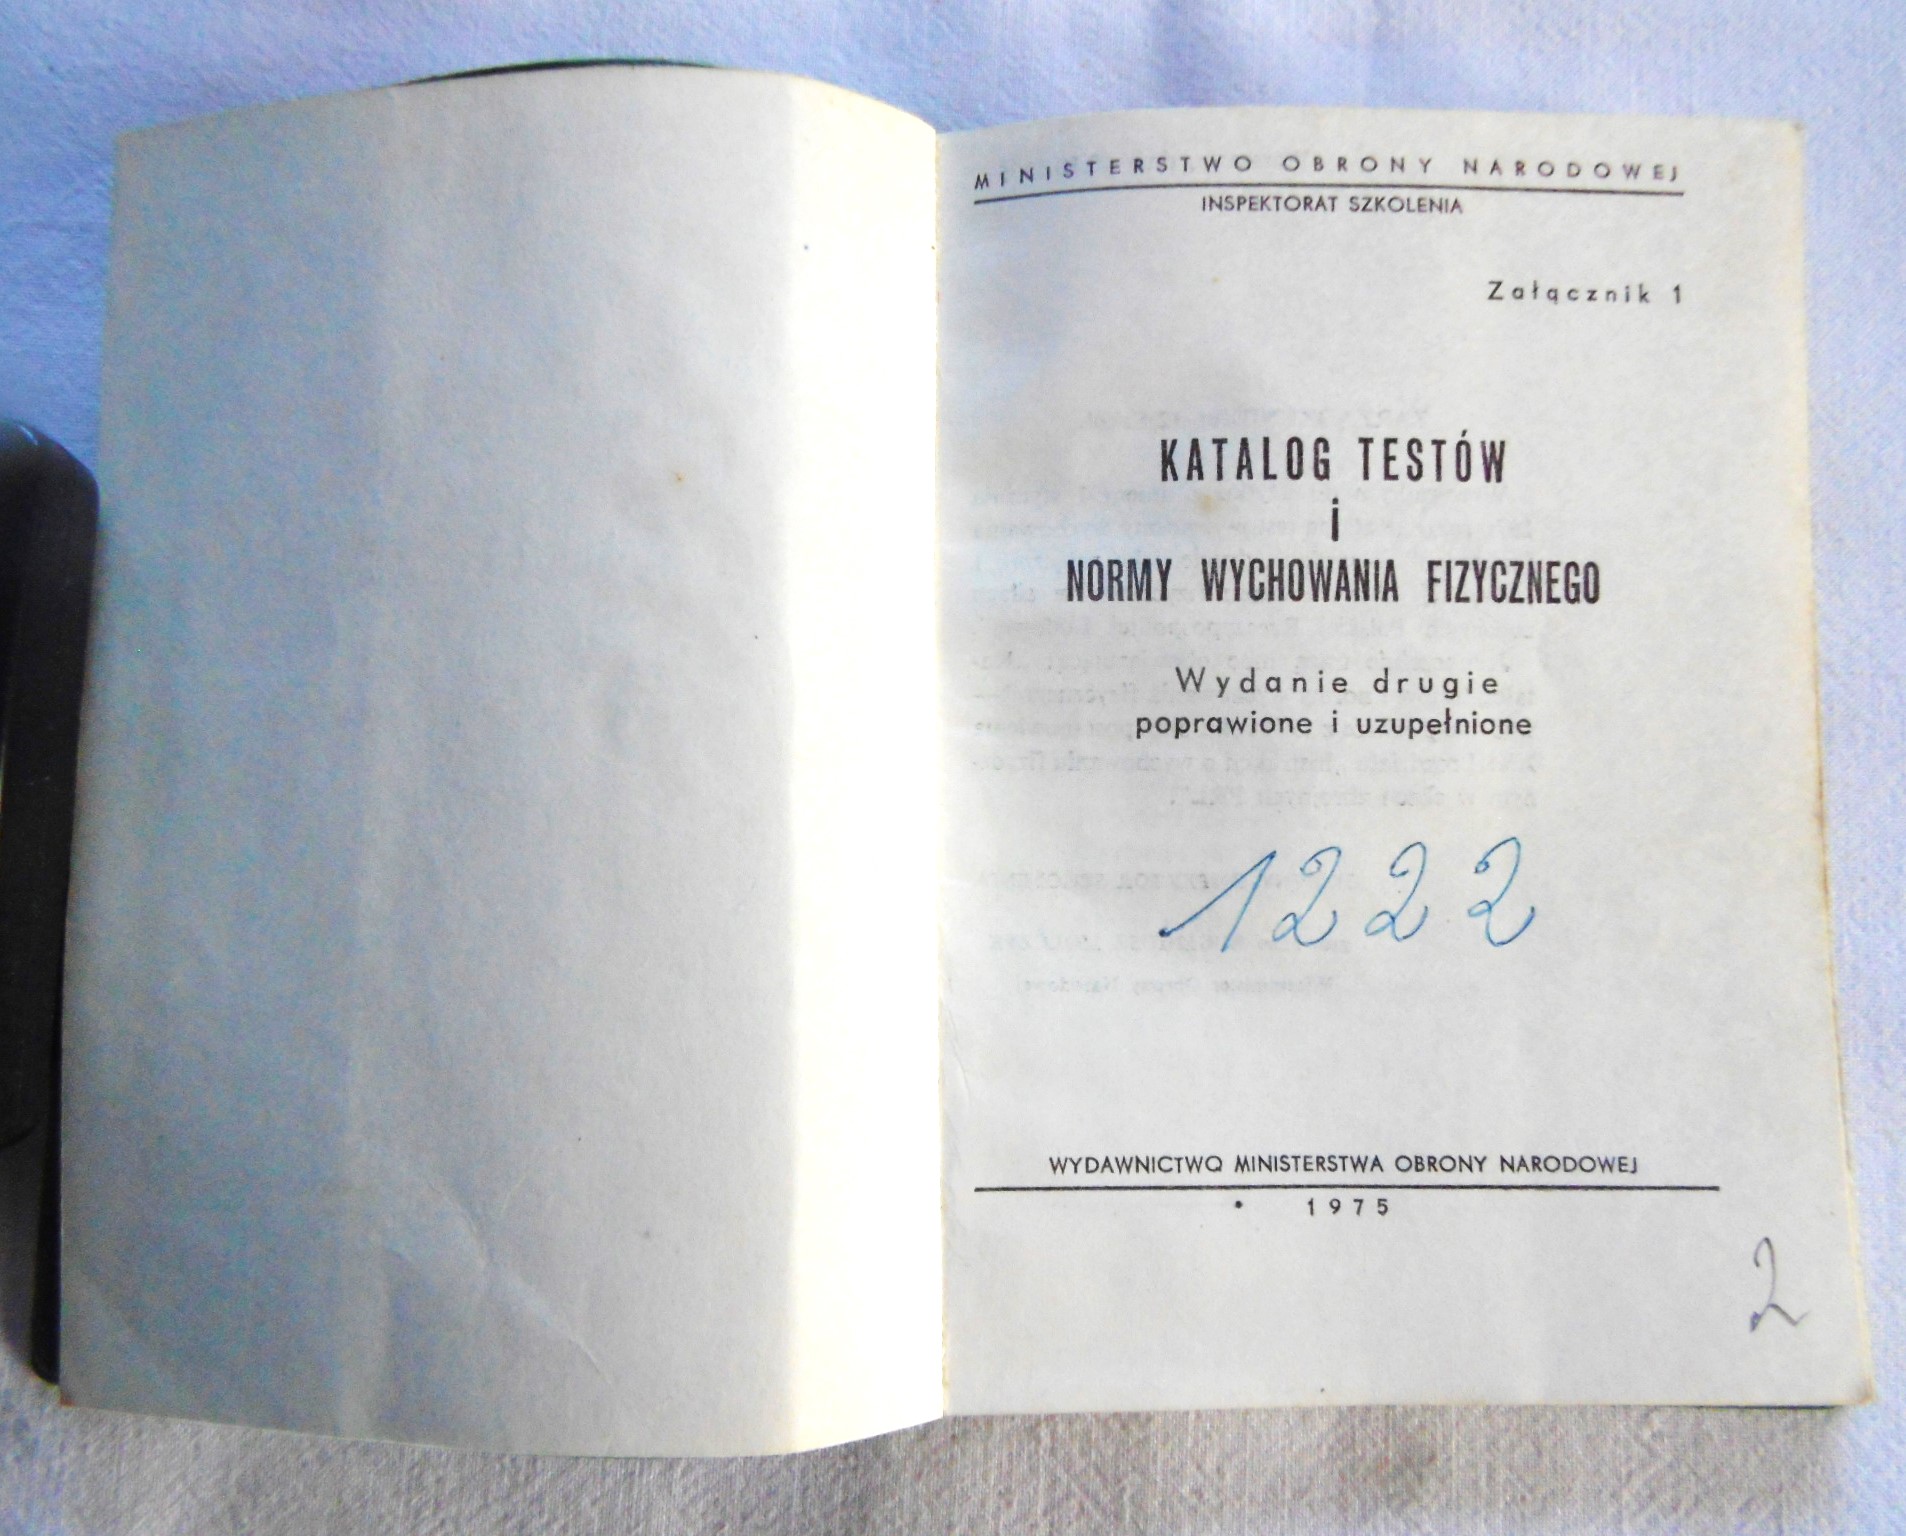 MINISTERSTWO OBRONY NARODOWEJ
INSPEKTORAT SZKOLENIA
Załącznik 1
KATALOG TESTÓW
i
NORMY WYCHOWANIA FIZYCZNEGO
Wydanie drugie
poprawione i uzupełnione
1222
WYDAWNICTWO MINISTERSTWA OBRONY NARODOWEJ
1975
2